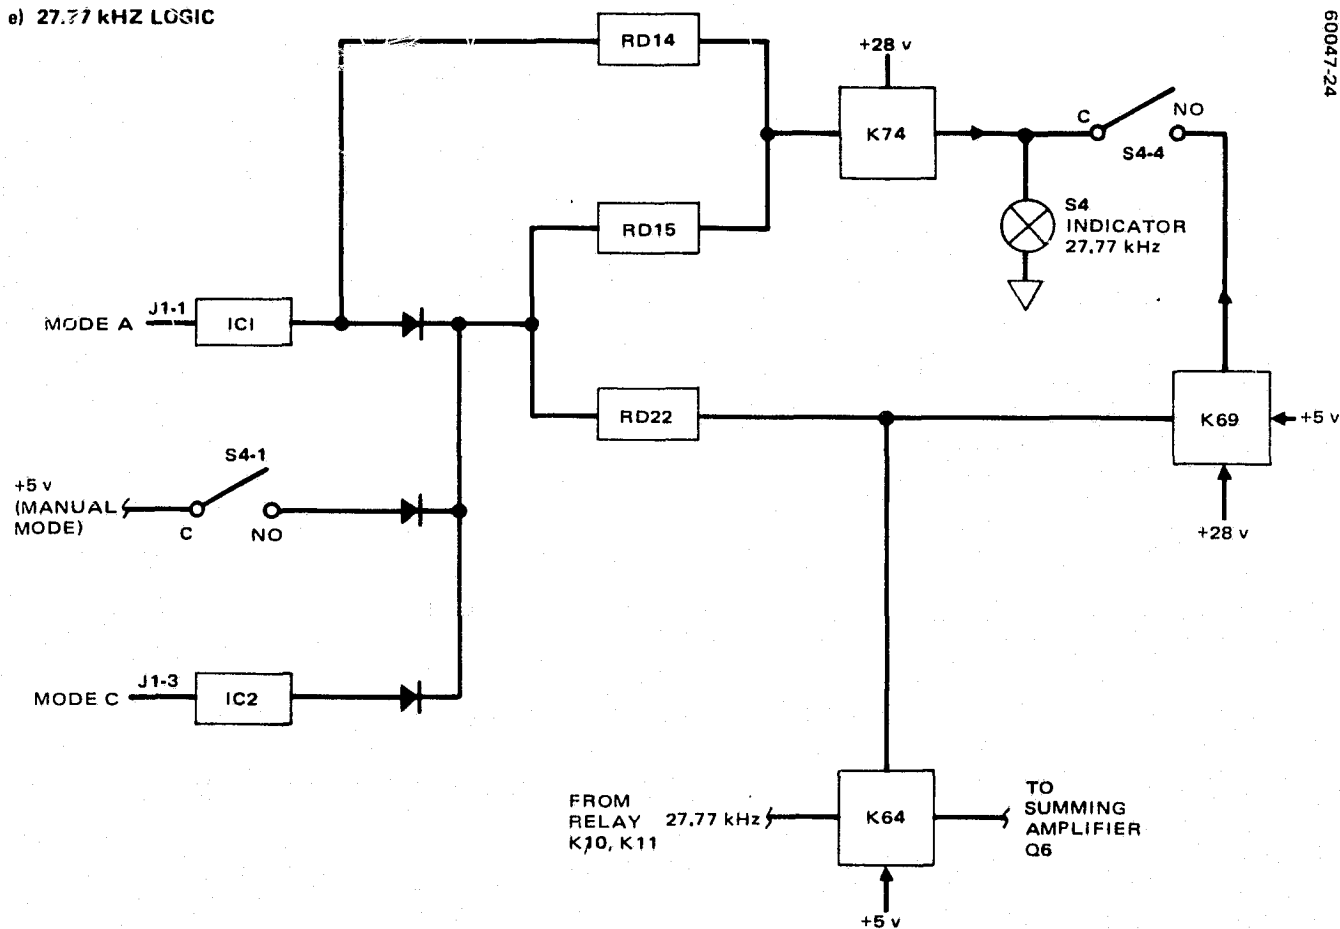 e) 27.77 kHZ LOGIC
60047-24
RD14
+28 v
K74
C
NO
S4-4
RD15
S4
INDICATOR
27.77 kHz
MODE A
J1-1
IC1
RD22
K69
+5 v
+28 v
S4-1
+5 v
(MANUAL
MODE)
C
NO
MODE C
J1-3
IC2
FROM
RELAY
K10, K11
27.77 kHz
K64
TO
SUMMING
AMPLIFIER
Q6
+5 v